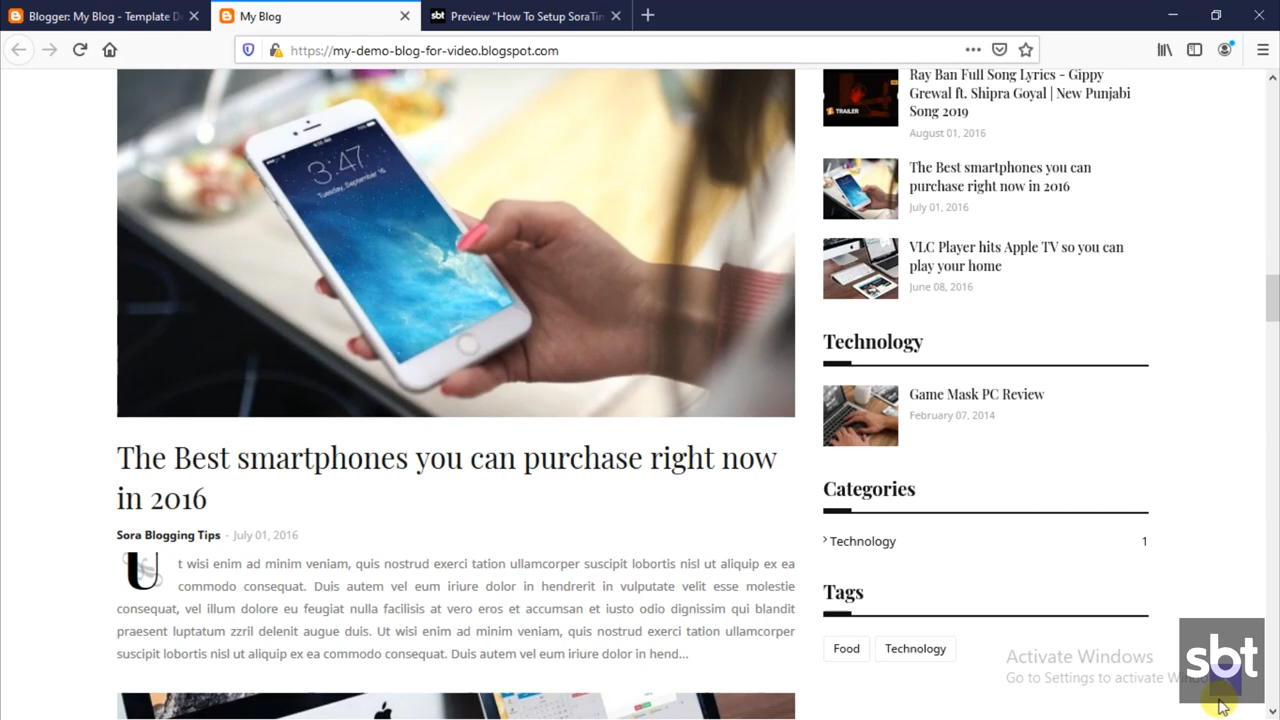 Blogger: My Blog - Template D
My Blog
sbt Preview "How To Setup SoraTim
https://my-demo-blog-for-video.blogspot.com
3:47
Tuesday, September 16
The Best smartphones you can purchase right now
in 2016
Sora Blogging Tips - July 01, 2016
U t wisi enim ad minim veniam, quis nostrud exerci tation ullamcorper suscipit lobortis nisl ut aliquip ex ea
commodo consequat. Duis autem vel eum iriure dolor in hendrerit in vulputate velit esse molestie
consequat, vel illum dolore eu feugiat nulla facilisis at vero eros et accumsan et iusto odio dignissim qui blandit
praesent luptatum zzril delenit augue duis. Ut wisi enim ad minim veniam, quis nostrud exerci tation ullamcorper
suscipit lobortis nisl ut aliquip ex ea commodo consequat. Duis autem vel eum iriure dolor in hend...
Ray Ban Full Song Lyrics - Gippy
Grewal ft. Shipra Goyal | New Punjabi
Song 2019
August 01, 2016
TRAILER
The Best smartphones you can
purchase right now in 2016
July 01, 2016
VLC Player hits Apple TV so you can
play your home
June 08, 2016
Technology
Game Mask PC Review
February 07, 2014
Categories
Technology 1
Tags
Food Technology
Activate Windows
Go to Settings to activate Windows.
sbt